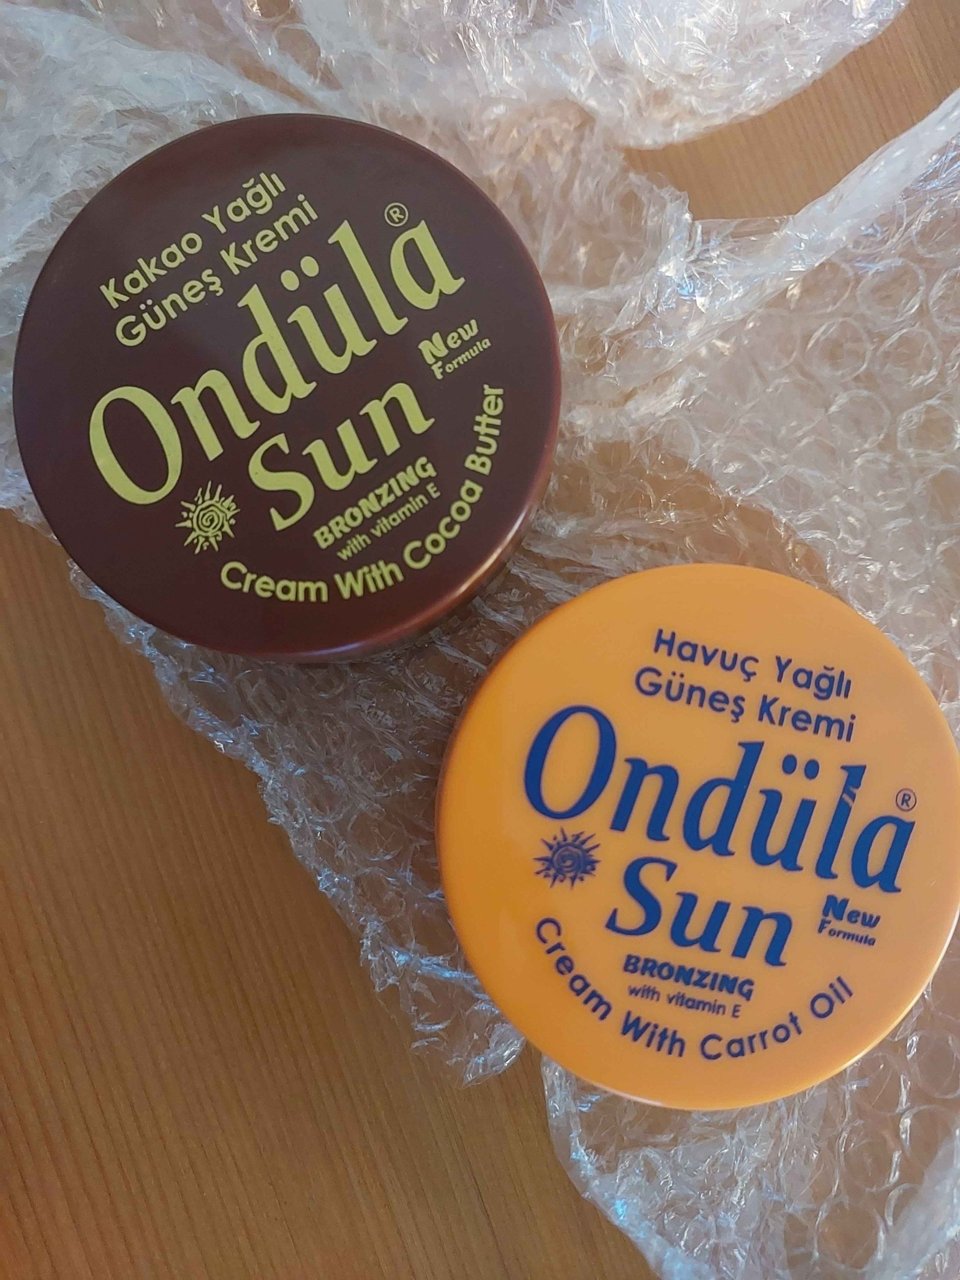 Kakao Yağlı
Güneş Kremi
Ondüla®
Sun
New
Formula
BRONZING
with vitamin E
Cream With Cocoa Butter
Havuç Yağlı
Güneş Kremi
Ondüla®
Sun
New
Formula
BRONZING
with vitamin E
Cream With Carrot Oil